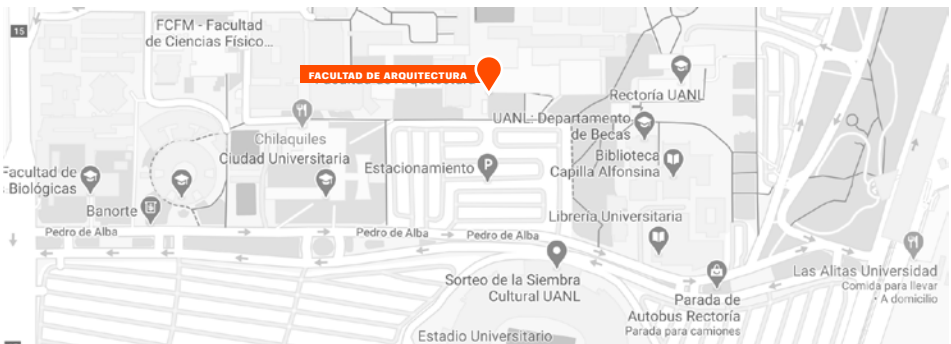 15
FCFM - Facultad
de Ciencias Físico...
FACULTAD DE ARQUITECTURA
Rectoría UANL
Chilaquiles
UANL: Departamento
de Becas
Ciudad Universitaria
Estacionamiento
P
Biblioteca
Capilla Alfonsina
Facultad de
s Biológicas
Banorte
Librería Universitaria
Pedro de Alba
Pedro de Alba
Pedro de Alba
Sorteo de la Siembra
Cultural UANL
Las Alitas Universidad
Comida para llevar
• A domicilio
Parada de
Autobus Rectoría
Parada para camiones
Estadio Universitario